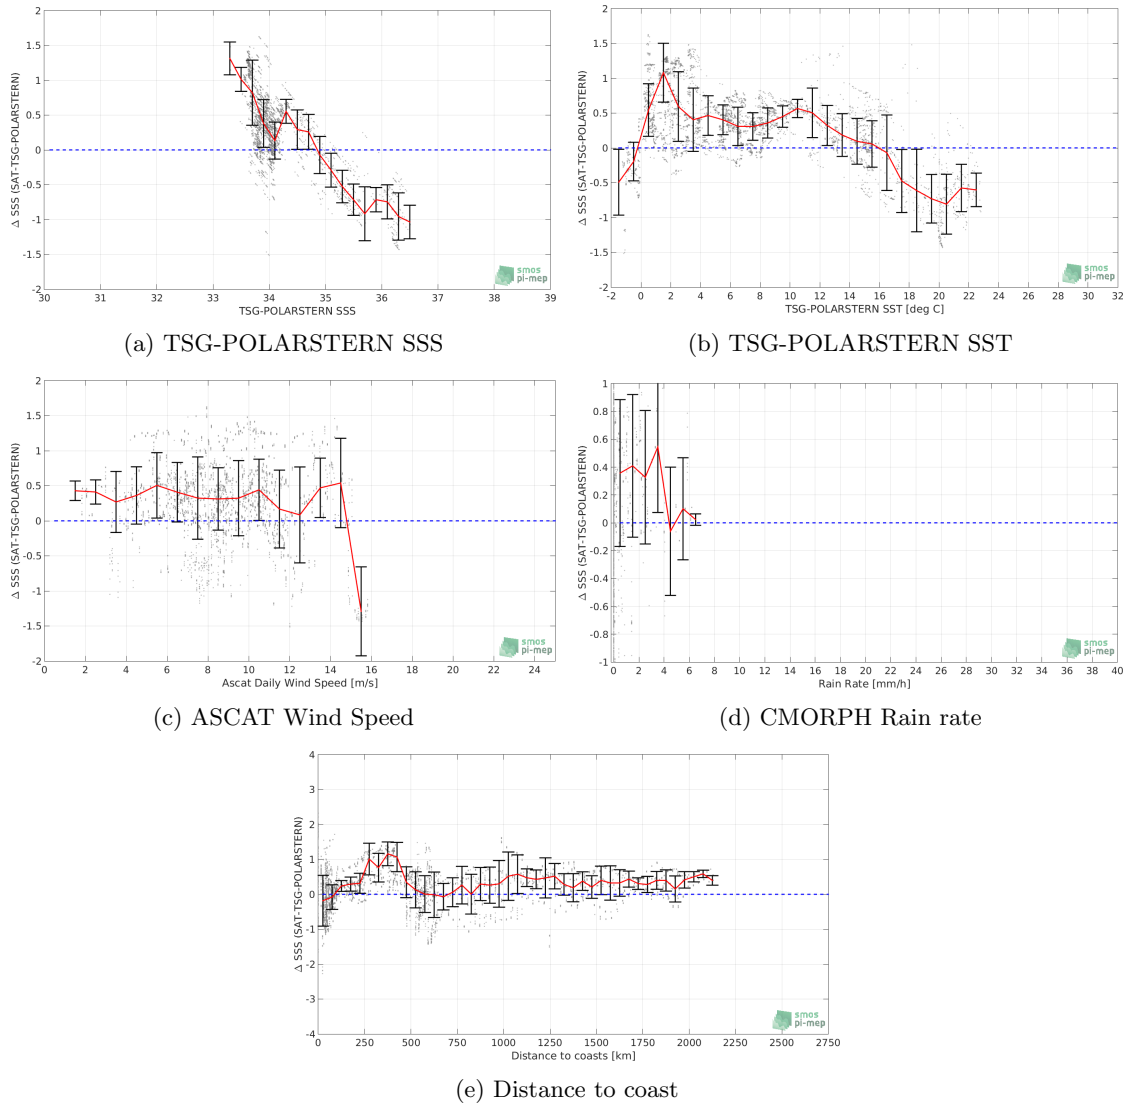 2
1.5
1
0.5
0
-0.5
-1
-1.5
-2
30 31 32 33 34 35 36 37 38 39
Δ SSS (SAT-TSG-POLARSTERN)
TSG-POLARSTERN SSS
smos
pi-mep
(a) TSG-POLARSTERN SSS
2
1.5
1
0.5
0
-0.5
-1
-1.5
-2
-2 0 2 4 6 8 10 12 14 16 18 20 22 24 26 28 30 32
Δ SSS (SAT-TSG-POLARSTERN)
TSG-POLARSTERN SST [deg C]
smos
pi-mep
(b) TSG-POLARSTERN SST
2
1.5
1
0.5
0
-0.5
-1
-1.5
-2
2 4 6 8 10 12 14 16 18 20 22 24
Δ SSS (SAT-TSG-POLARSTERN)
Ascat Daily Wind Speed [m/s]
smos
pi-mep
(c) ASCAT Wind Speed
1
0.8
0.6
0.4
0.2
0
-0.2
-0.4
-0.6
-0.8
-1
0 2 4 6 8 10 12 14 16 18 20 22 24 26 28 30 32 34 36 38 40
Δ SSS (SAT-TSG-POLARSTERN)
Rain Rate [mm/h]
smos
pi-mep
(d) CMORPH Rain rate
4
3
2
1
0
-1
-2
-3
-4
0 250 500 750 1000 1250 1500 1750 2000 2250 2500 2750
Δ SSS (SAT-TSG-POLARSTERN)
Distance to coasts [km]
smos
pi-mep
(e) Distance to coast